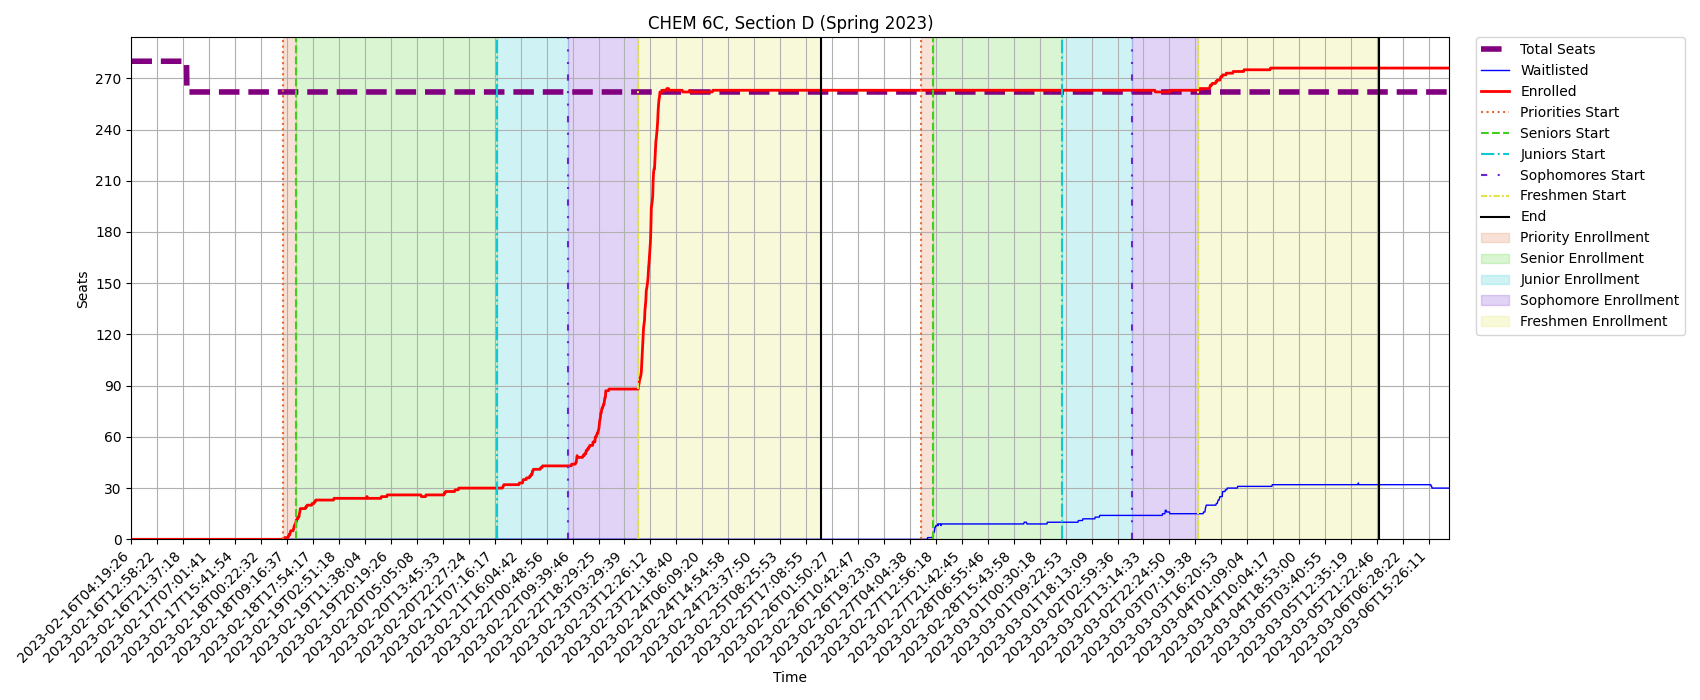 CHEM 6C, Section D (Spring 2023)
Total Seats
Waitlisted
Enrolled
Priorities Start
Seniors Start
Juniors Start
Sophomores Start
Freshmen Start
End
Priority Enrollment
Senior Enrollment
Junior Enrollment
Sophomore Enrollment
Freshmen Enrollment
Seats
270
240
210
180
150
120
90
60
30
0
2023-02-16T04:19:26
2023-02-16T12:58:22
2023-02-16T21:37:18
2023-02-17T07:01:41
2023-02-17T15:41:54
2023-02-18T00:22:32
2023-02-18T09:16:37
2023-02-18T17:54:17
2023-02-19T02:51:18
2023-02-19T11:38:04
2023-02-19T20:19:26
2023-02-20T05:05:08
2023-02-20T13:45:33
2023-02-20T22:27:24
2023-02-21T07:16:17
2023-02-21T16:04:42
2023-02-22T00:48:56
2023-02-22T09:39:46
2023-02-22T18:29:25
2023-02-23T03:29:39
2023-02-23T12:26:12
2023-02-23T21:18:40
2023-02-24T06:09:20
2023-02-24T14:54:58
2023-02-24T23:37:50
2023-02-25T08:25:53
2023-02-25T17:08:55
2023-02-26T01:50:27
2023-02-26T10:42:47
2023-02-26T19:23:03
2023-02-27T04:04:38
2023-02-27T12:56:18
2023-02-27T21:42:45
2023-02-28T06:55:46
2023-02-28T15:43:58
2023-03-01T00:30:18
2023-03-01T09:22:53
2023-03-01T18:13:09
2023-03-02T02:59:36
2023-03-02T13:14:33
2023-03-02T22:24:50
2023-03-03T07:19:38
2023-03-03T16:20:53
2023-03-04T01:09:04
2023-03-04T10:04:17
2023-03-04T18:53:00
2023-03-05T03:40:55
2023-03-05T12:35:19
2023-03-05T21:22:46
2023-03-06T06:28:22
2023-03-06T15:26:11
Time